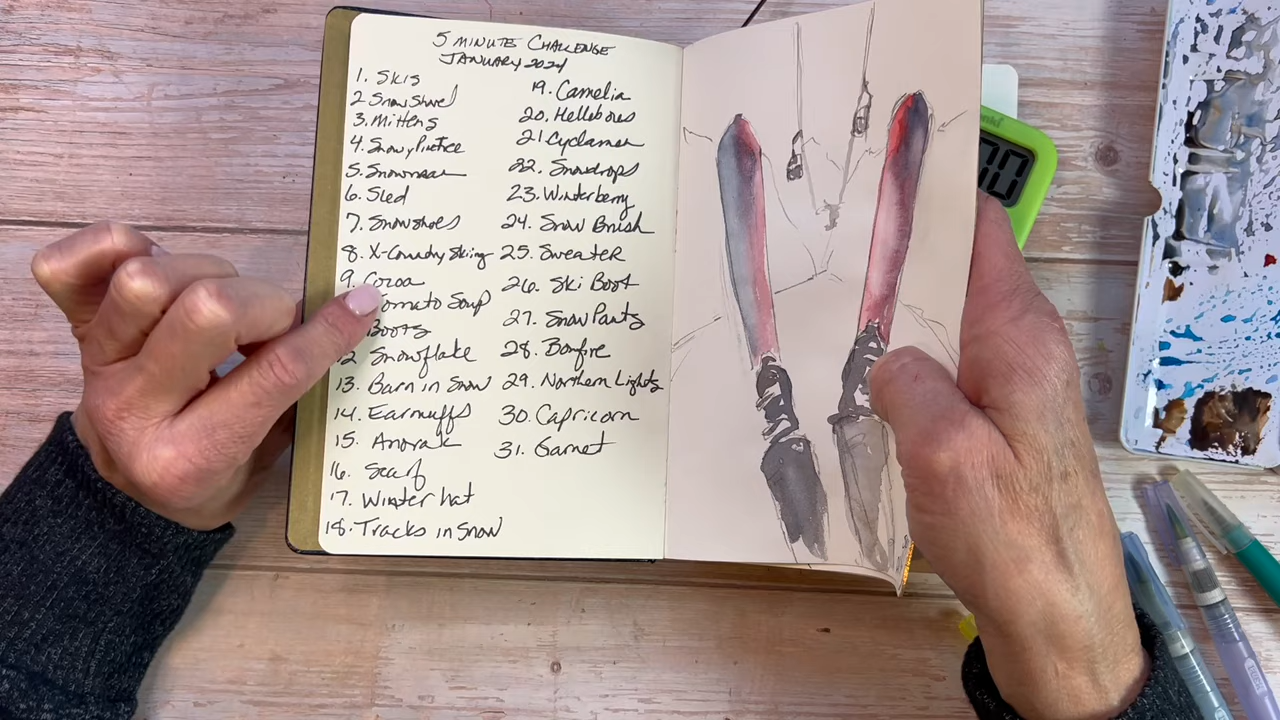 5 MINUTE CHALLENGE
JANUARY 2024
1. SKIS
2. Snow Shovel
3. Mittens
4. Snowy Picture
5. Snowman
6. Sled
7. Snowshoes
8. X-Country Skiing
9. Cocoa
Tomato Soup
Boots
12 Snowflake
13. Barn in Snow
14. Earmuffs
15. Anorak
16. Scarf
17. Winter hat
18. Tracks in Snow
19. Camelia
20. Hellebores
21. Cyclamen
22. Snowdrops
23. Winterberry
24. Snow Brush
25. Sweater
26. Ski Boot
27. Snow Pants
28. Bonfire
29. Northern Lights
30. Capricorn
31. Garnet
00